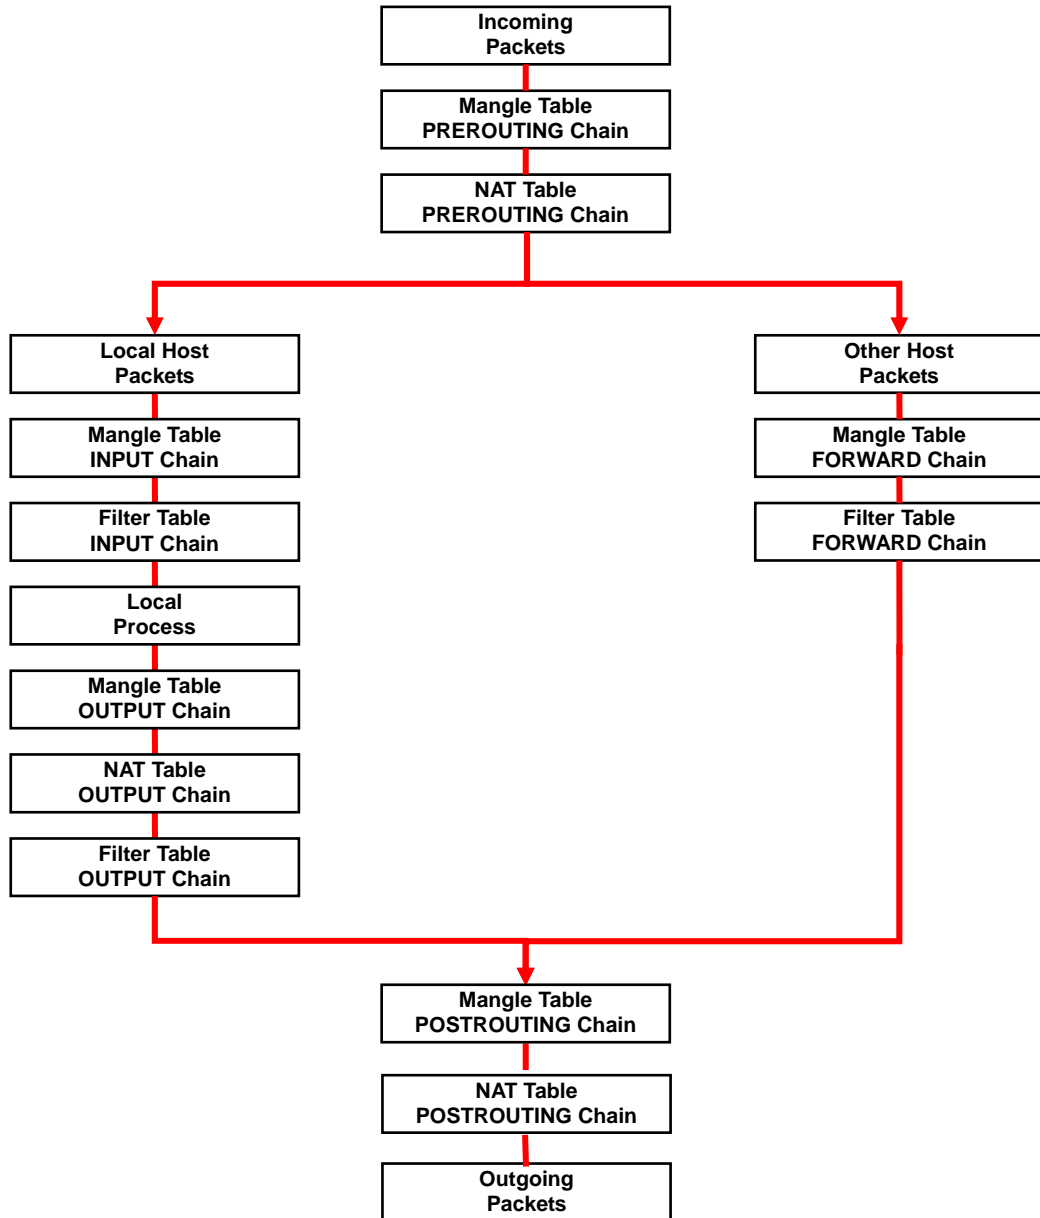 Incoming
Packets
Mangle Table
PREROUTING Chain
NAT Table
PREROUTING Chain
Local Host
Packets
Mangle Table
INPUT Chain
Filter Table
INPUT Chain
Local
Process
Mangle Table
OUTPUT Chain
NAT Table
OUTPUT Chain
Filter Table
OUTPUT Chain
Other Host
Packets
Mangle Table
FORWARD Chain
Filter Table
FORWARD Chain
Mangle Table
POSTROUTING Chain
NAT Table
POSTROUTING Chain
Outgoing
Packets